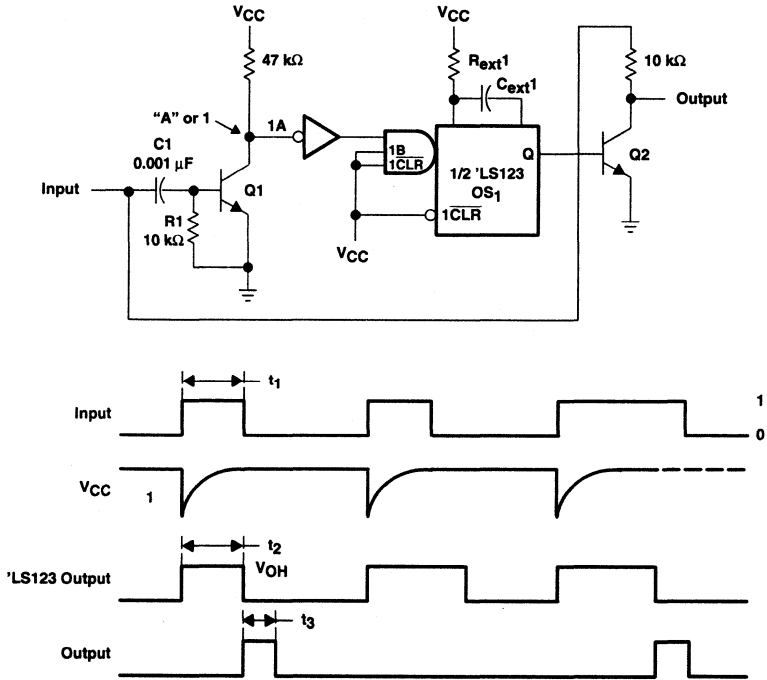 VCC
47 kΩ
"A" or 1
1A
C1
0.001 µF
Input
R1
10 kΩ
Q1
1B
1CLR
VCC
VCC
Rext1
Cext1
1/2 'LS123
OS1
Q
1CLR
10 kΩ
Output
Q2
t1
Input
1
0
VCC
1
t2
VOH
'LS123 Output
t3
Output